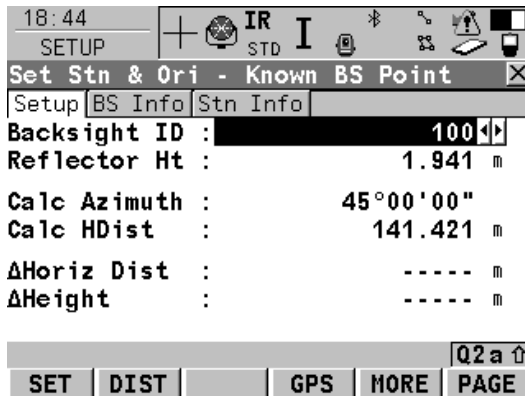 18:44
SETUP
IR
STD
I
Set Stn & Ori - Known BS Point
Setup BS Info Stn Info
Backsight ID : 100
Reflector Ht : 1.941 m
Calc Azimuth : 45°00'00"
Calc HDist : 141.421 m
ΔHoriz Dist : ----- m
ΔHeight : ----- m
Q2a
SET DIST GPS MORE PAGE